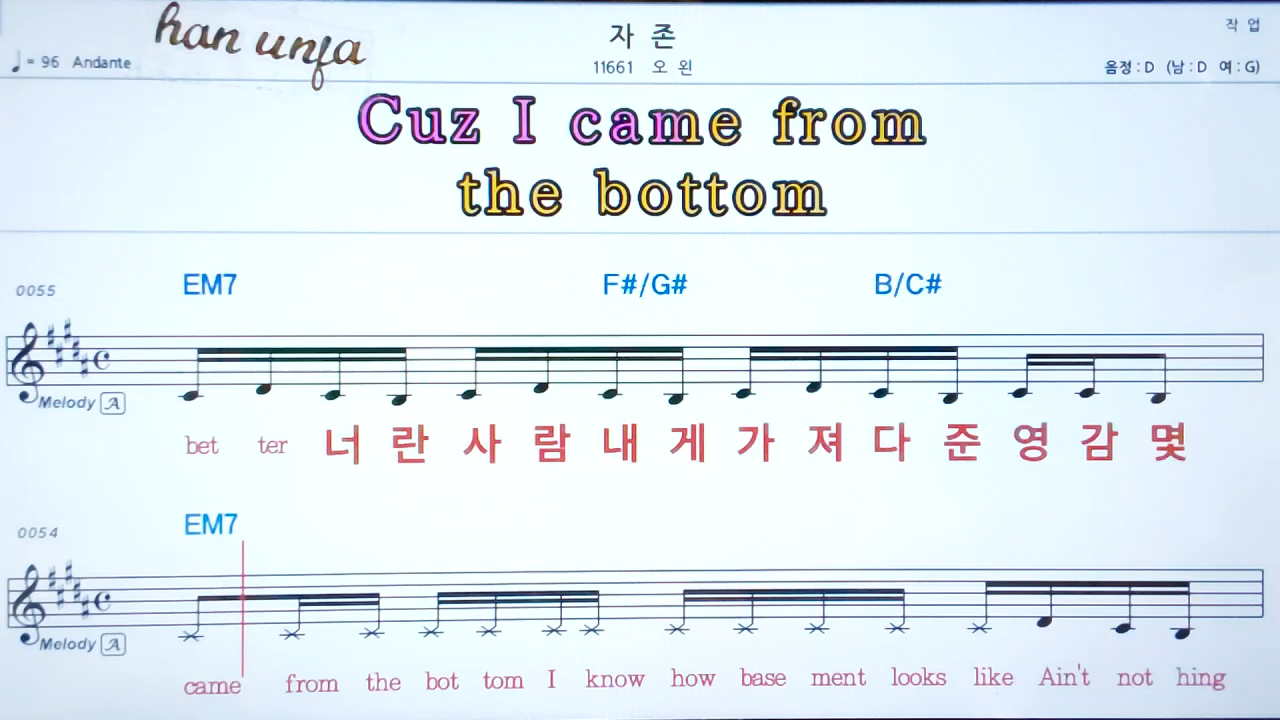 han unfa
자 존
작 업
♩ = 96 Andante
11661 오 윈
음정 : D (남 : D 여 : G)
Cuz I came from
the bottom
0055
EM7 F#/G# B/C#
Melody A
bet ter 너 란 사 람 내 게 가 져 다 준 영 감 몇
0054
EM7
Melody A
came from the bot tom I know how base ment looks like Ain't not hing